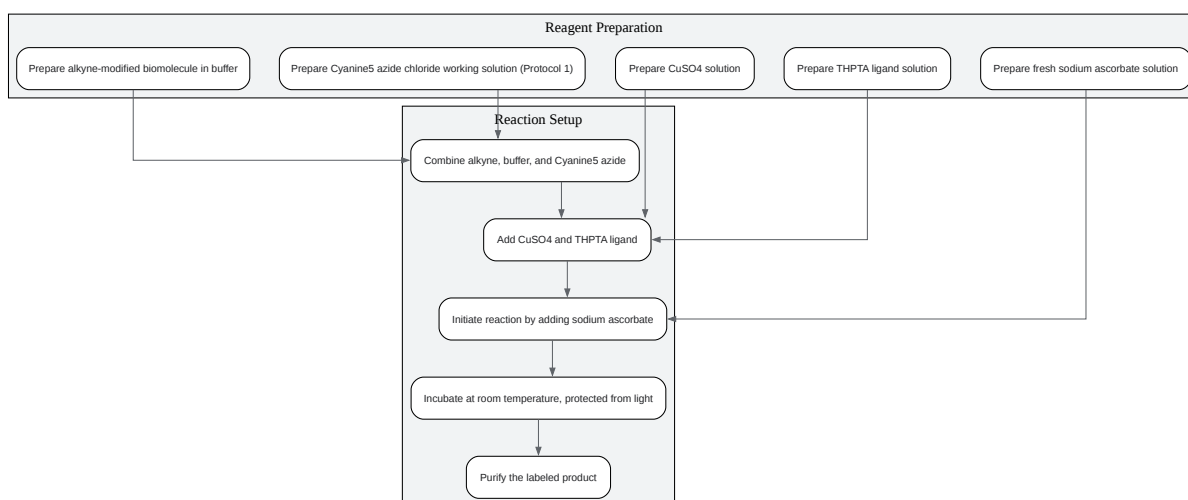 Reagent Preparation
Prepare alkyne-modified biomolecule in buffer
Prepare Cyanine5 azide chloride working solution (Protocol 1)
Prepare CuSO4 solution
Prepare THPTA ligand solution
Prepare fresh sodium ascorbate solution
Reaction Setup
Combine alkyne, buffer, and Cyanine5 azide
Add CuSO4 and THPTA ligand
Initiate reaction by adding sodium ascorbate
Incubate at room temperature, protected from light
Purify the labeled product